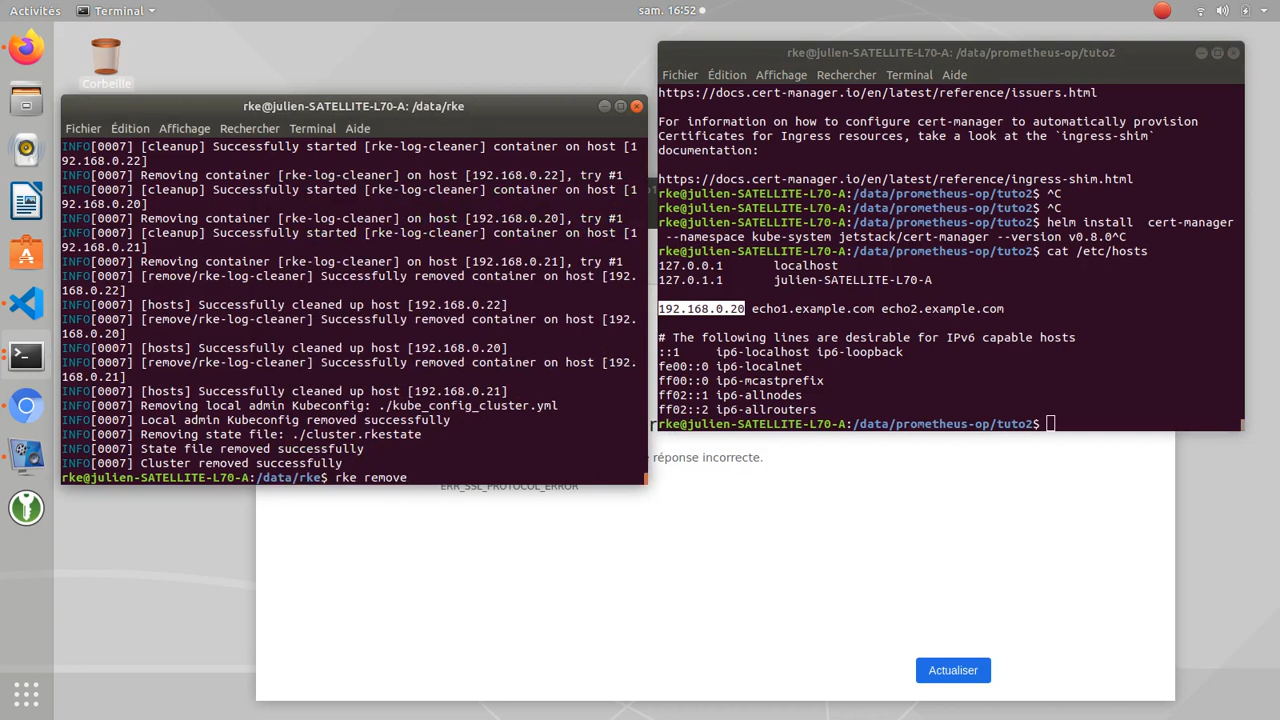 Activités
Terminal
sam. 16:52
Corbeille
rke@julien-SATELLITE-L70-A: /data/rke
Fichier Édition Affichage Rechercher Terminal Aide
INFO[0007] [cleanup] Successfully started [rke-log-cleaner] container on host [1
92.168.0.22]
INFO[0007] Removing container [rke-log-cleaner] on host [192.168.0.22], try #1
INFO[0007] [cleanup] Successfully started [rke-log-cleaner] container on host [1
92.168.0.20]
INFO[0007] Removing container [rke-log-cleaner] on host [192.168.0.20], try #1
INFO[0007] [cleanup] Successfully started [rke-log-cleaner] container on host [1
92.168.0.21]
INFO[0007] Removing container [rke-log-cleaner] on host [192.168.0.21], try #1
INFO[0007] [remove/rke-log-cleaner] Successfully removed container on host [192.
168.0.22]
INFO[0007] [hosts] Successfully cleaned up host [192.168.0.22]
INFO[0007] [remove/rke-log-cleaner] Successfully removed container on host [192.
168.0.20]
INFO[0007] [hosts] Successfully cleaned up host [192.168.0.20]
INFO[0007] [remove/rke-log-cleaner] Successfully removed container on host [192.
168.0.21]
INFO[0007] [hosts] Successfully cleaned up host [192.168.0.21]
INFO[0007] Removing local admin Kubeconfig: ./kube_config_cluster.yml
INFO[0007] Local admin Kubeconfig removed successfully
INFO[0007] Removing state file: ./cluster.rkestate
INFO[0007] State file removed successfully
INFO[0007] Cluster removed successfully
rke@julien-SATELLITE-L70-A:/data/rke$ rke remove
rke@julien-SATELLITE-L70-A: /data/prometheus-op/tuto2
Fichier Édition Affichage Rechercher Terminal Aide
https://docs.cert-manager.io/en/latest/reference/issuers.html
For information on how to configure cert-manager to automatically provision
Certificates for Ingress resources, take a look at the `ingress-shim`
documentation:
https://docs.cert-manager.io/en/latest/reference/ingress-shim.html
rke@julien-SATELLITE-L70-A:/data/prometheus-op/tuto2$ ^C
rke@julien-SATELLITE-L70-A:/data/prometheus-op/tuto2$ ^C
rke@julien-SATELLITE-L70-A:/data/prometheus-op/tuto2$ helm install  cert-manager
 --namespace kube-system jetstack/cert-manager --version v0.8.0^C
rke@julien-SATELLITE-L70-A:/data/prometheus-op/tuto2$ cat /etc/hosts
127.0.0.1       localhost
127.0.1.1       julien-SATELLITE-L70-A
192.168.0.20 echo1.example.com echo2.example.com
# The following lines are desirable for IPv6 capable hosts
::1     ip6-localhost ip6-loopback
fe00::0 ip6-localnet
ff00::0 ip6-mcastprefix
ff02::1 ip6-allnodes
ff02::2 ip6-allrouters
rke@julien-SATELLITE-L70-A:/data/prometheus-op/tuto2$
réponse incorrecte.
ERR_SSL_PROTOCOL_ERROR
Actualiser